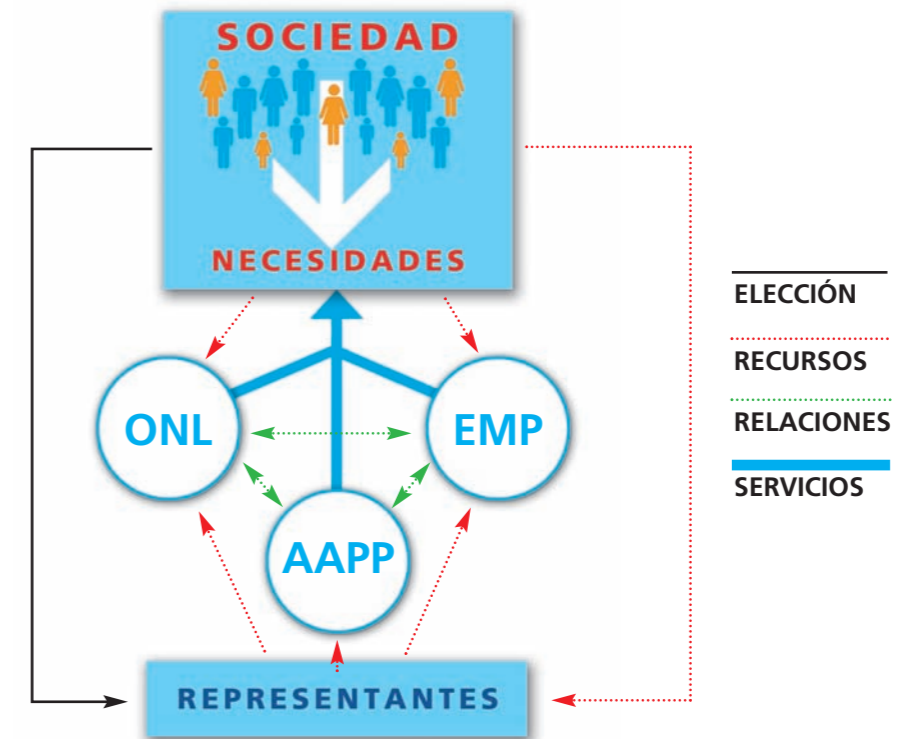 SOCIEDAD
NECESIDADES
ONL
EMP
AAPP
REPRESENTANTES
ELECCIÓN
RECURSOS
RELACIONES
SERVICIOS